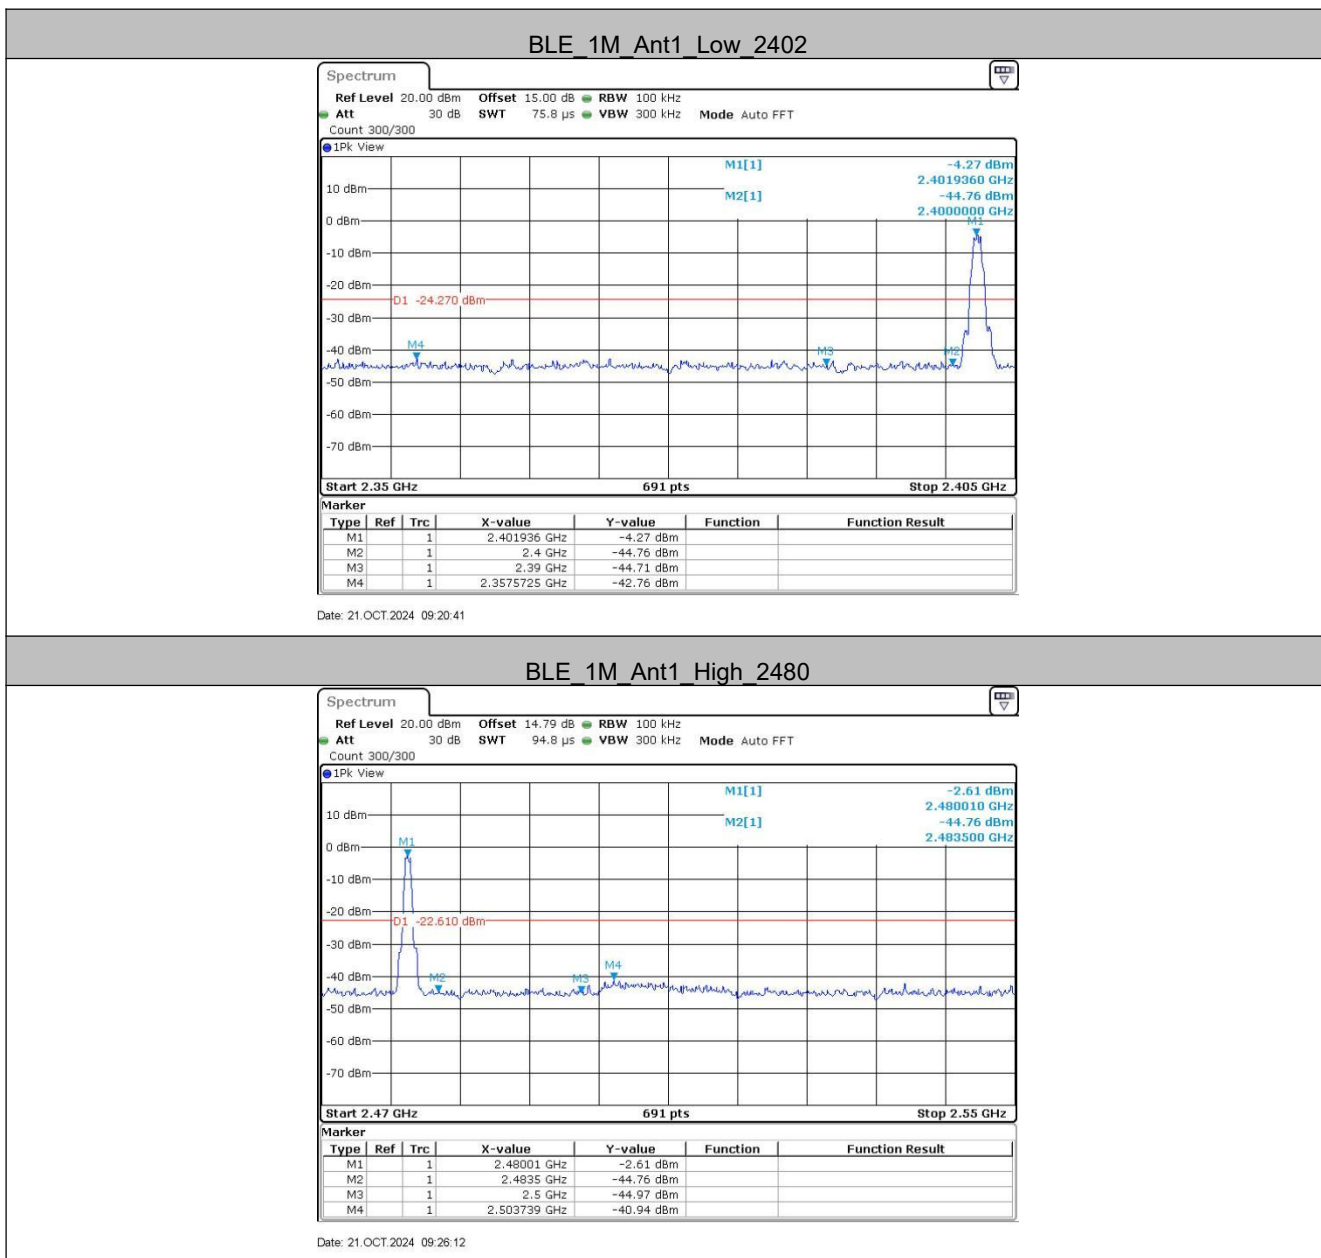 BLE_1M_Ant1_Low_2402
Spectrum
Ref Level 20.00 dBm Offset 15.00 dB RBW 100 kHz
Att 30 dB SWT 75.8 µs VBW 300 kHz Mode Auto FFT
Count 300/300
1Pk View
M1[1] -4.27 dBm
2.4019360 GHz
M2[1] -44.76 dBm
2.4000000 GHz
10 dBm
0 dBm
M1
-10 dBm
-20 dBm
D1 -24.270 dBm
-30 dBm
-40 dBm
M4 M3 M2
-50 dBm
-60 dBm
-70 dBm
Start 2.35 GHz 691 pts Stop 2.405 GHz
Marker
Type Ref Trc X-value Y-value Function Function Result
M1 1 2.401936 GHz -4.27 dBm
M2 1 2.4 GHz -44.76 dBm
M3 1 2.39 GHz -44.71 dBm
M4 1 2.3575725 GHz -42.76 dBm
Date: 21.OCT.2024 09:20:41
BLE_1M_Ant1_High_2480
Spectrum
Ref Level 20.00 dBm Offset 14.79 dB RBW 100 kHz
Att 30 dB SWT 94.8 µs VBW 300 kHz Mode Auto FFT
Count 300/300
1Pk View
M1[1] -2.61 dBm
2.480010 GHz
M2[1] -44.76 dBm
2.483500 GHz
10 dBm
0 dBm
M1
-10 dBm
-20 dBm
D1 -22.610 dBm
-30 dBm
M4
-40 dBm
M2 M3
-50 dBm
-60 dBm
-70 dBm
Start 2.47 GHz 691 pts Stop 2.55 GHz
Marker
Type Ref Trc X-value Y-value Function Function Result
M1 1 2.48001 GHz -2.61 dBm
M2 1 2.4835 GHz -44.76 dBm
M3 1 2.5 GHz -44.97 dBm
M4 1 2.503739 GHz -40.94 dBm
Date: 21.OCT.2024 09:26:12